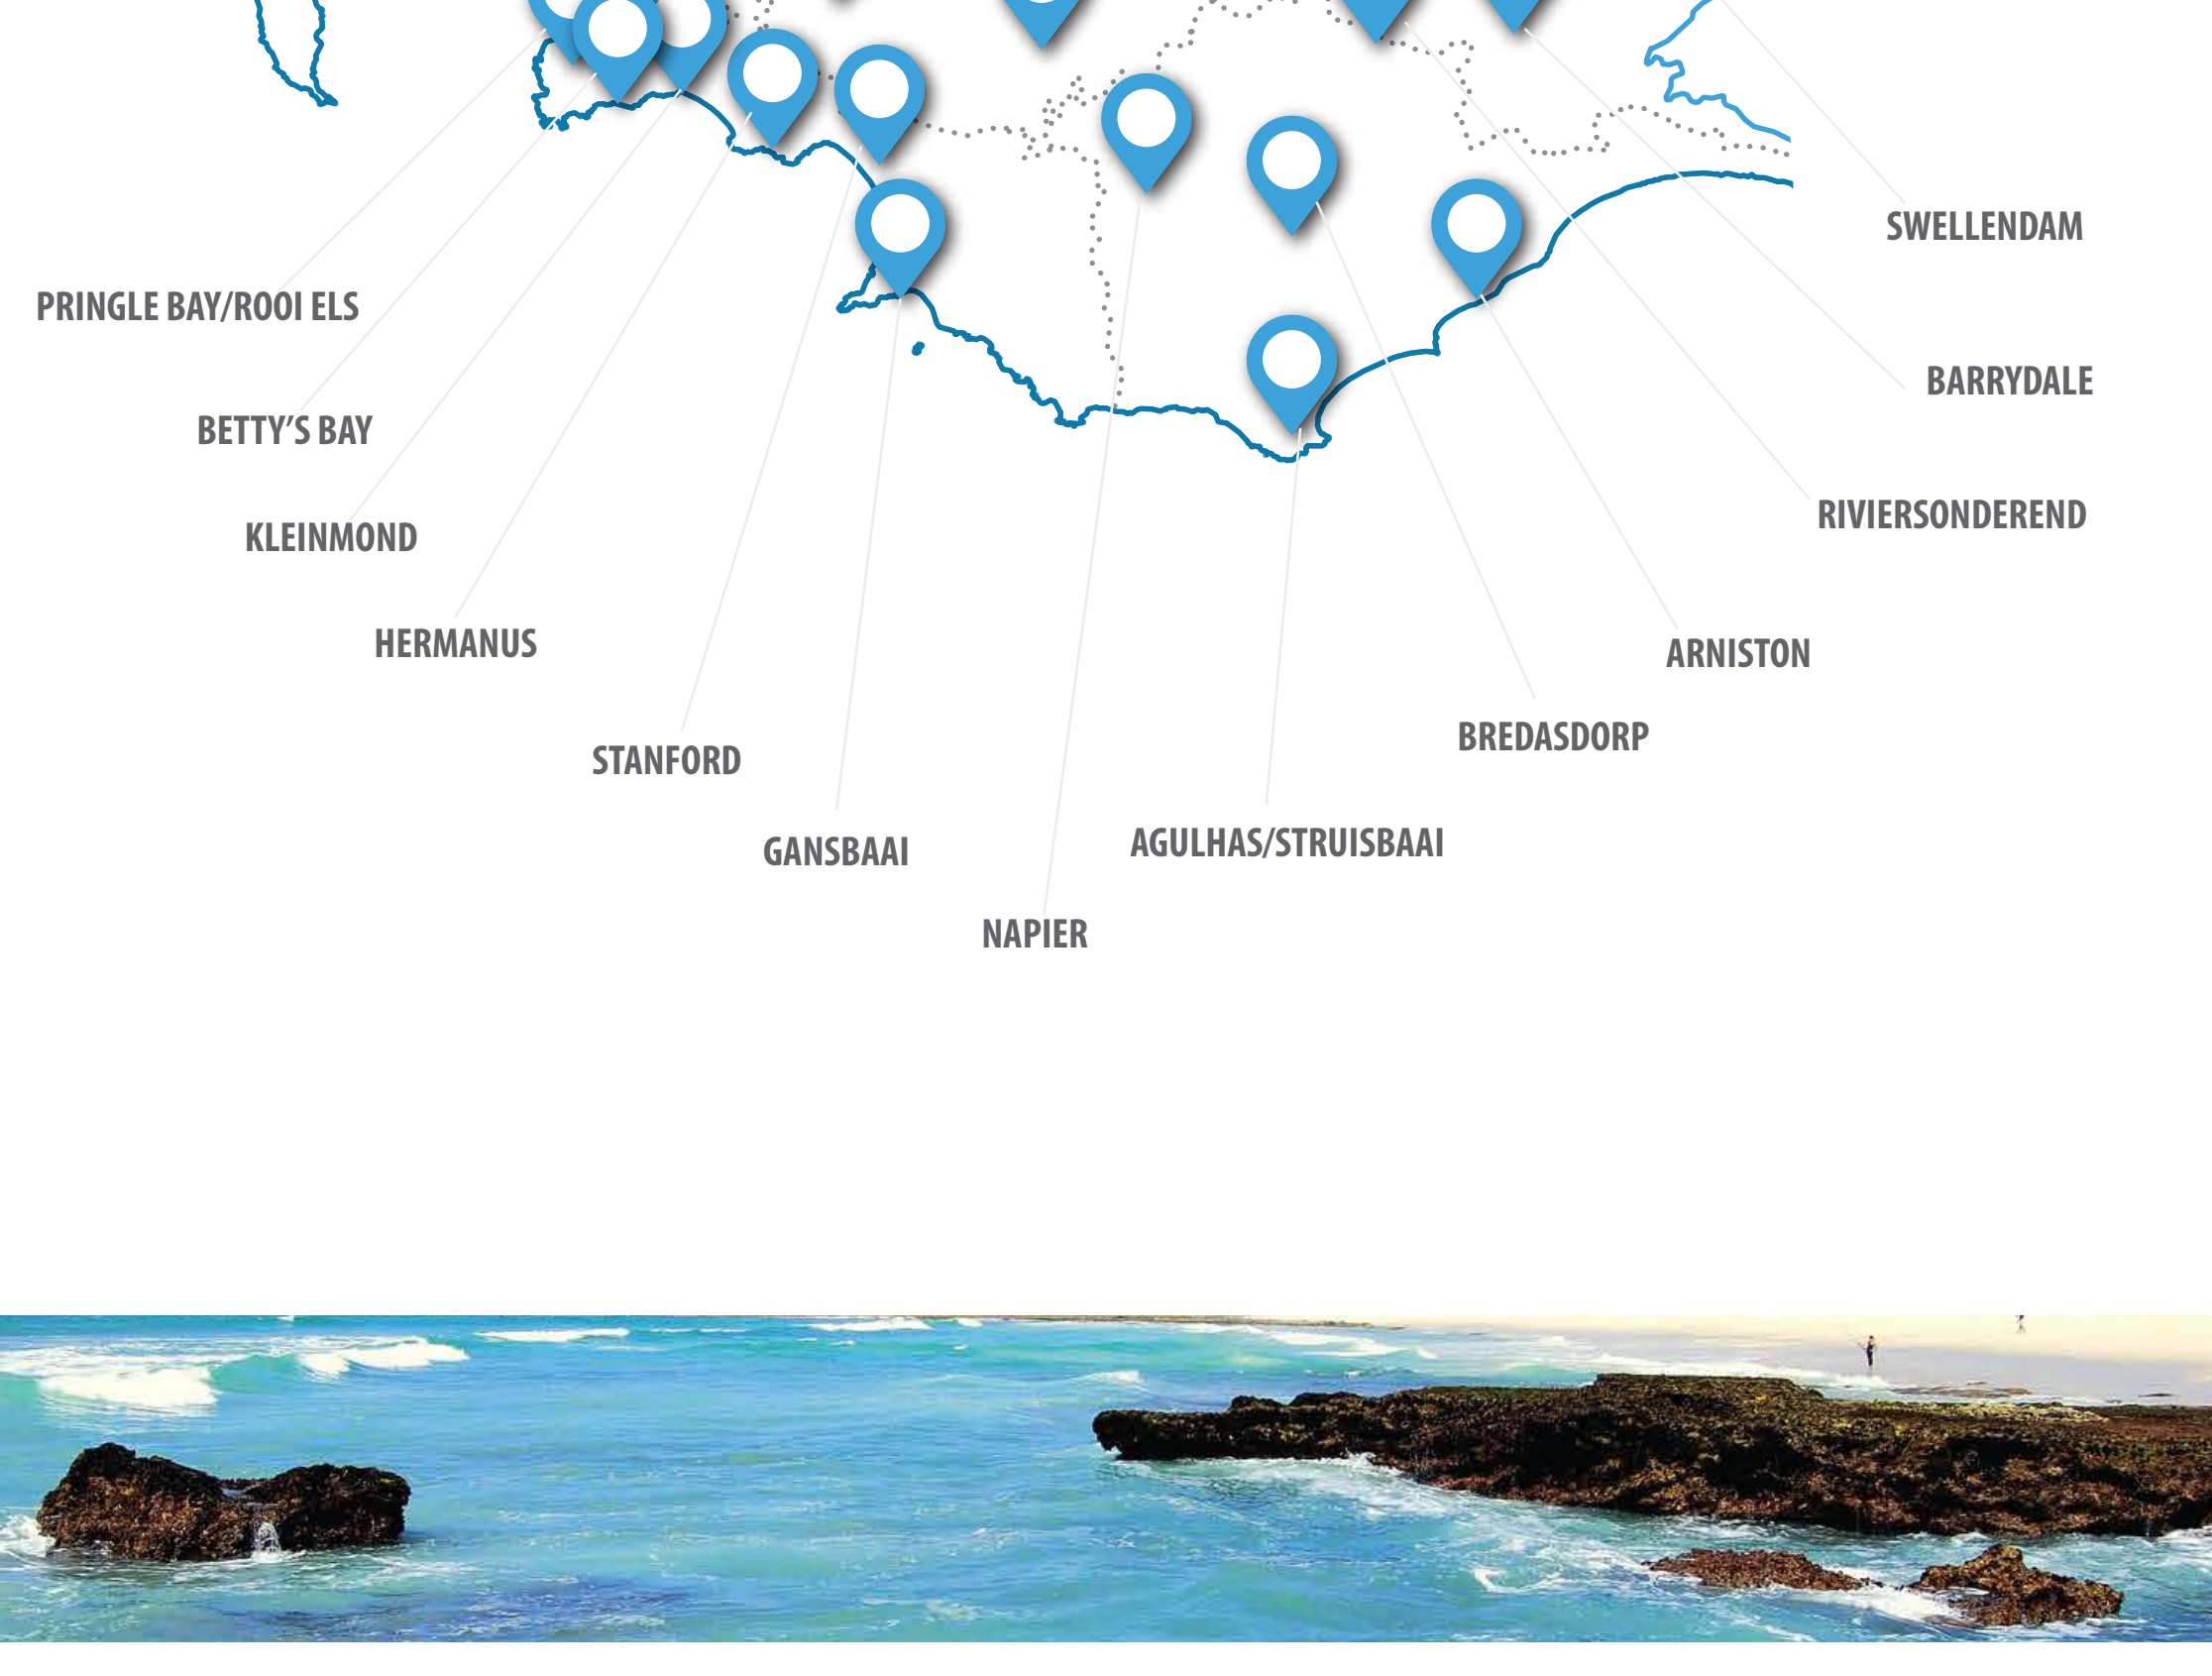 SWELLENDAM
PRINGLE BAY/ROOI ELS
BARRYDALE
BETTY’S BAY
RIVIERSONDEREND
KLEINMOND
HERMANUS
ARNISTON
BREDASDORP
STANFORD
AGULHAS/STRUISBAAI
GANSBAAI
NAPIER